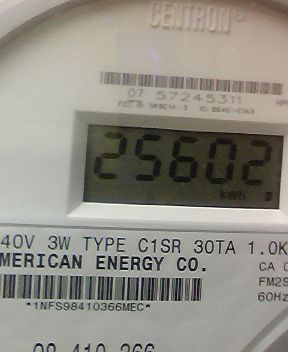 CENTRON®
07 57245311
25602
kWh
40V 3W TYPE C1SR 30TA 1.0K
MERICAN ENERGY CO.
CA
FM2S
60Hz
*1NFS98410366MEC*